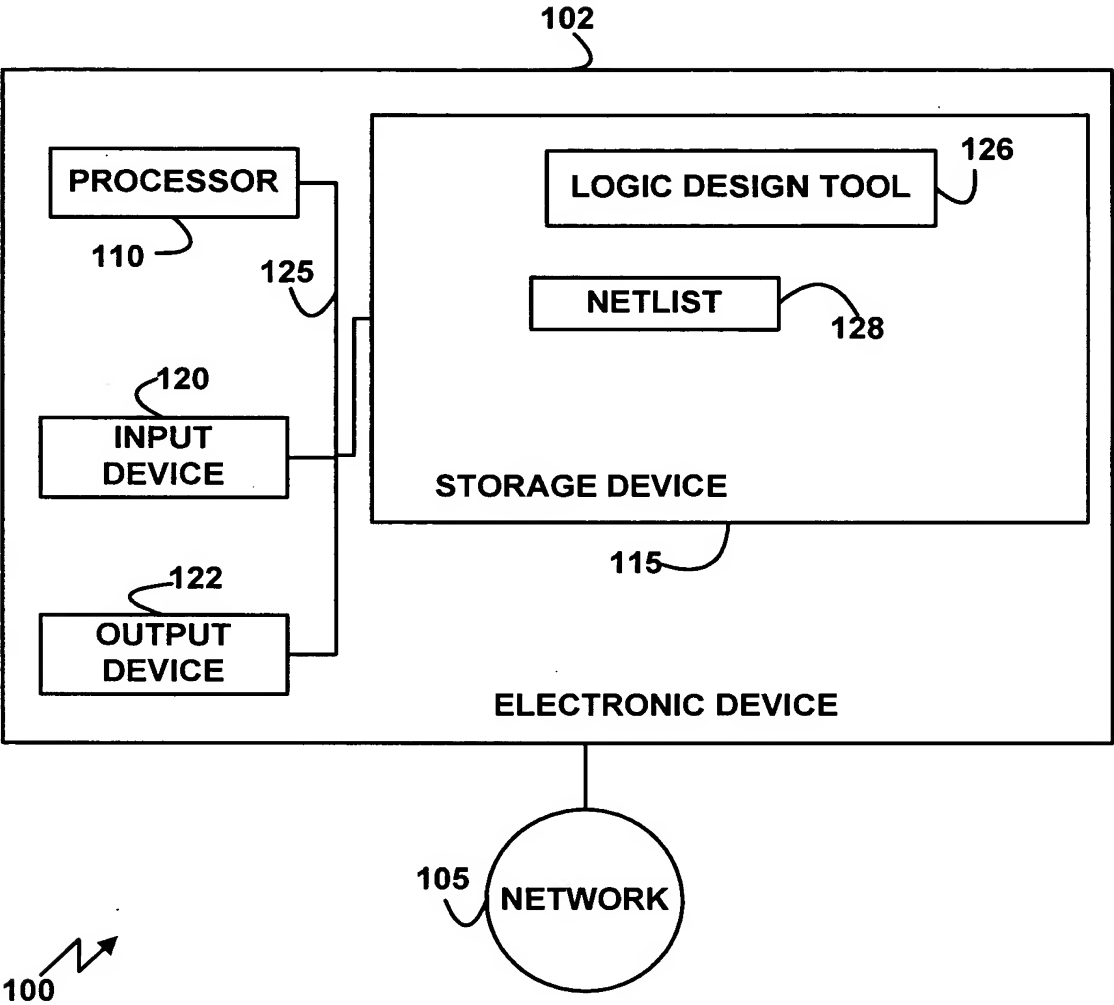 102
PROCESSOR
110
125
LOGIC DESIGN TOOL
126
NETLIST
128
120
INPUT
DEVICE
STORAGE DEVICE
115
122
OUTPUT
DEVICE
ELECTRONIC DEVICE
105
NETWORK
100